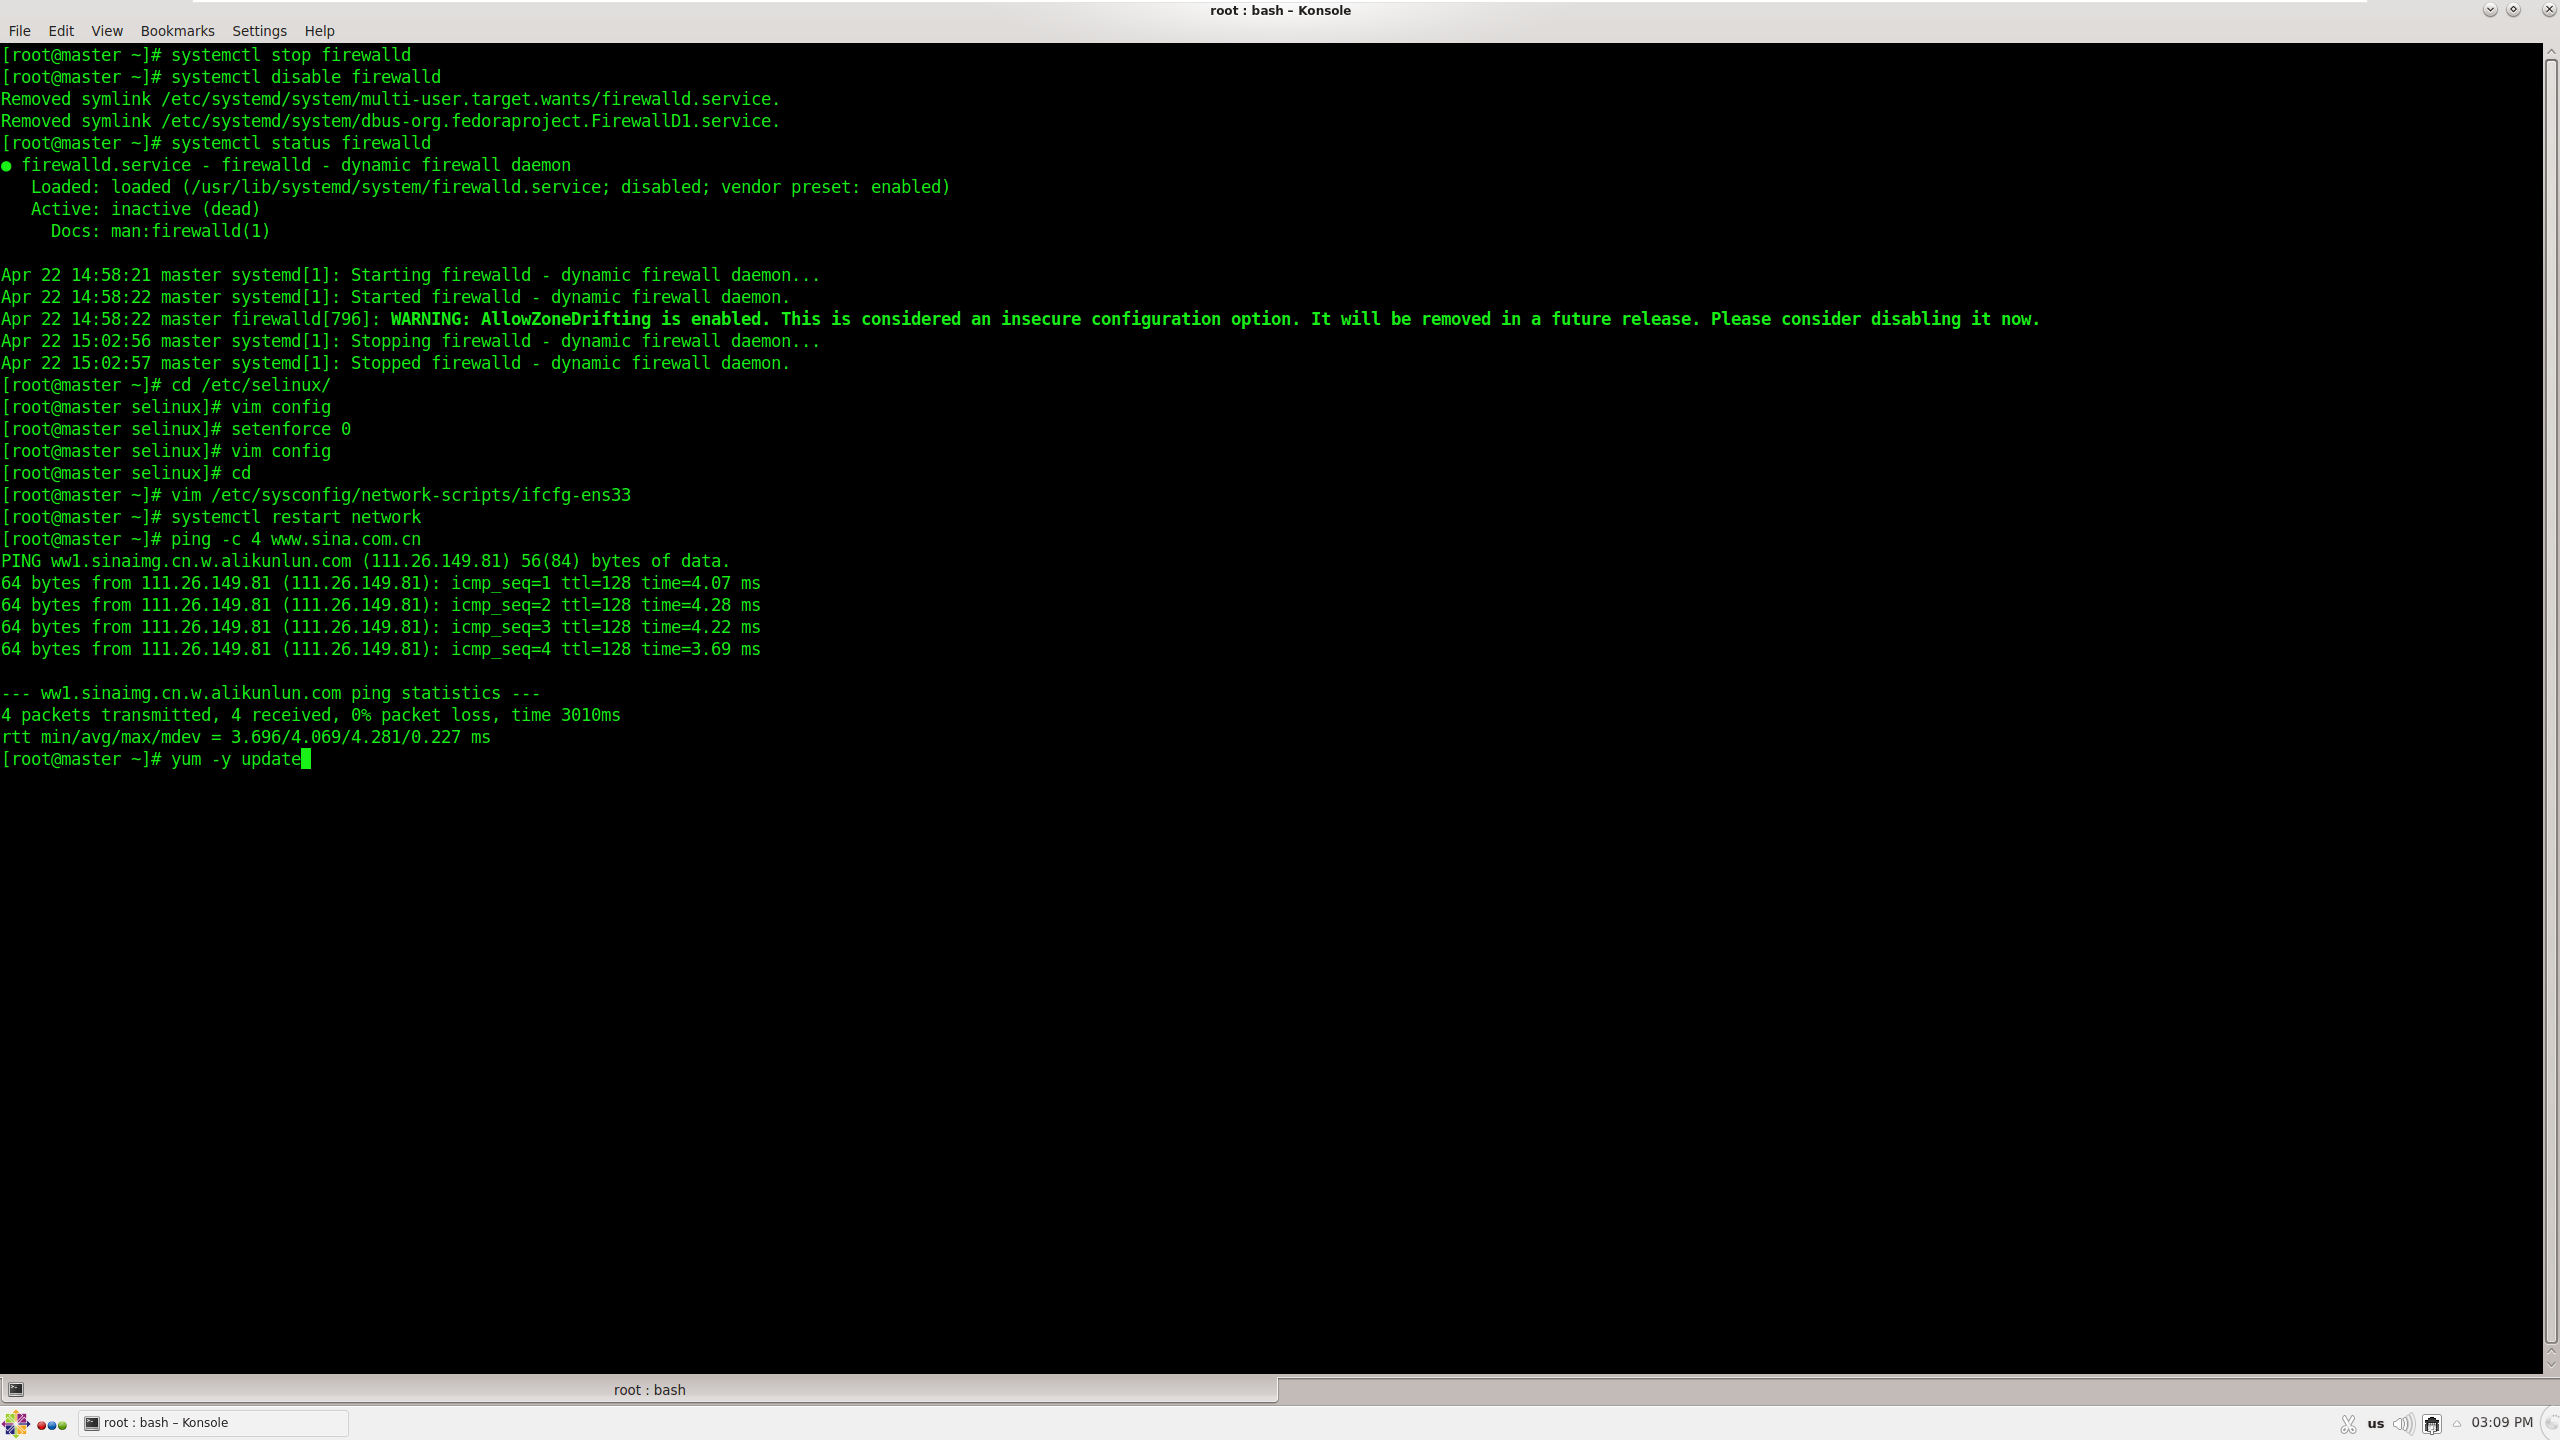 root : bash – Konsole
File Edit View Bookmarks Settings Help
[root@master ~]# systemctl stop firewalld
[root@master ~]# systemctl disable firewalld
Removed symlink /etc/systemd/system/multi-user.target.wants/firewalld.service.
Removed symlink /etc/systemd/system/dbus-org.fedoraproject.FirewallD1.service.
[root@master ~]# systemctl status firewalld
● firewalld.service - firewalld - dynamic firewall daemon
   Loaded: loaded (/usr/lib/systemd/system/firewalld.service; disabled; vendor preset: enabled)
   Active: inactive (dead)
     Docs: man:firewalld(1)

Apr 22 14:58:21 master systemd[1]: Starting firewalld - dynamic firewall daemon...
Apr 22 14:58:22 master systemd[1]: Started firewalld - dynamic firewall daemon.
Apr 22 14:58:22 master firewalld[796]: WARNING: AllowZoneDrifting is enabled. This is considered an insecure configuration option. It will be removed in a future release. Please consider disabling it now.
Apr 22 15:02:56 master systemd[1]: Stopping firewalld - dynamic firewall daemon...
Apr 22 15:02:57 master systemd[1]: Stopped firewalld - dynamic firewall daemon.
[root@master ~]# cd /etc/selinux/
[root@master selinux]# vim config
[root@master selinux]# setenforce 0
[root@master selinux]# vim config
[root@master selinux]# cd
[root@master ~]# vim /etc/sysconfig/network-scripts/ifcfg-ens33
[root@master ~]# systemctl restart network
[root@master ~]# ping -c 4 www.sina.com.cn
PING ww1.sinaimg.cn.w.alikunlun.com (111.26.149.81) 56(84) bytes of data.
64 bytes from 111.26.149.81 (111.26.149.81): icmp_seq=1 ttl=128 time=4.07 ms
64 bytes from 111.26.149.81 (111.26.149.81): icmp_seq=2 ttl=128 time=4.28 ms
64 bytes from 111.26.149.81 (111.26.149.81): icmp_seq=3 ttl=128 time=4.22 ms
64 bytes from 111.26.149.81 (111.26.149.81): icmp_seq=4 ttl=128 time=3.69 ms

--- ww1.sinaimg.cn.w.alikunlun.com ping statistics ---
4 packets transmitted, 4 received, 0% packet loss, time 3010ms
rtt min/avg/max/mdev = 3.696/4.069/4.281/0.227 ms
[root@master ~]# yum -y update
root : bash
root : bash – Konsole
us
03:09 PM